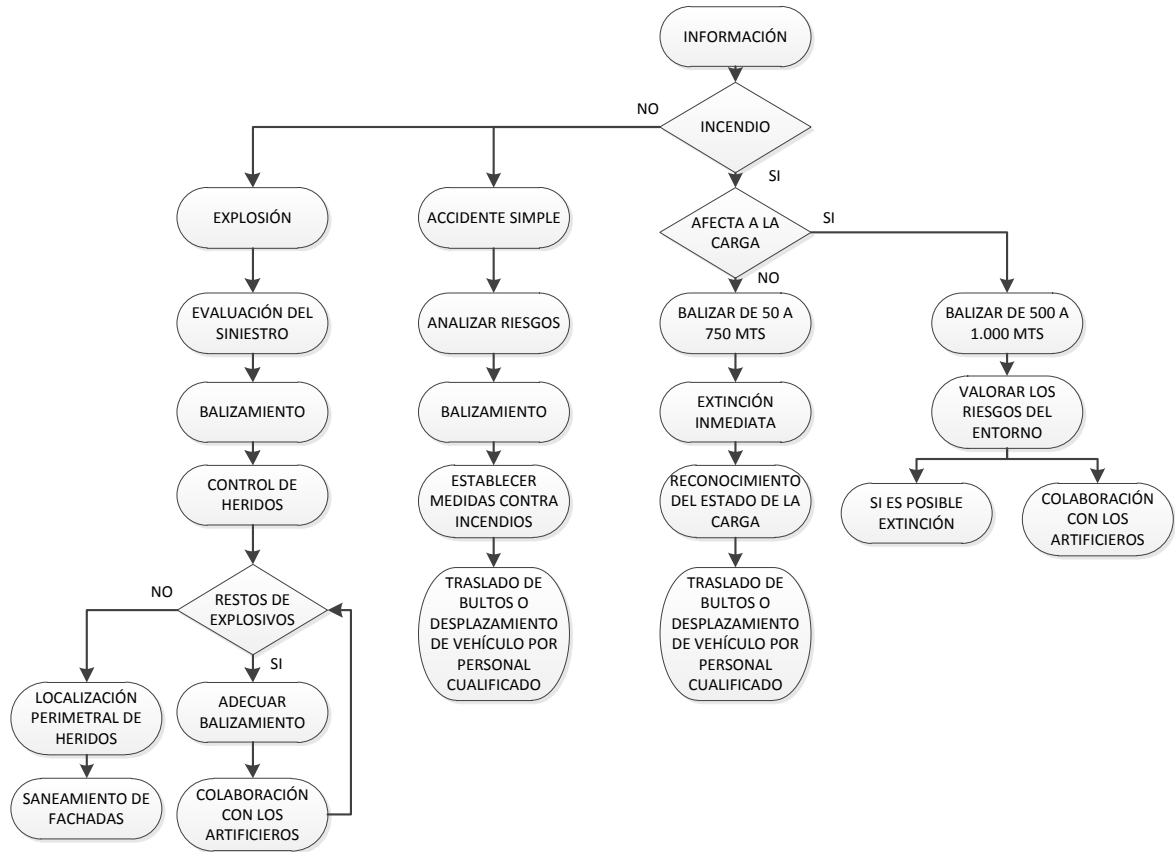 INFORMACIÓN
NO
INCENDIO
SI
EXPLOSIÓN
ACCIDENTE SIMPLE
AFECTA A LA
CARGA
SI
NO
EVALUACIÓN DEL
SINIESTRO
ANALIZAR RIESGOS
BALIZAR DE 50 A
750 MTS
BALIZAR DE 500 A
1.000 MTS
BALIZAMIENTO
BALIZAMIENTO
EXTINCIÓN
INMEDIATA
VALORAR LOS
RIESGOS DEL
ENTORNO
CONTROL DE
HERIDOS
ESTABLECER
MEDIDAS CONTRA
INCENDIOS
RECONOCIMIENTO
DEL ESTADO DE LA
CARGA
SI ES POSIBLE
EXTINCIÓN
COLABORACIÓN
CON LOS
ARTIFICIEROS
NO
RESTOS DE
EXPLOSIVOS
SI
TRASLADO DE
BULTOS O
DESPLAZAMIENTO
DE VEHÍCULO POR
PERSONAL
CUALIFICADO
TRASLADO DE
BULTOS O
DESPLAZAMIENTO
DE VEHÍCULO POR
PERSONAL
CUALIFICADO
LOCALIZACIÓN
PERIMETRAL DE
HERIDOS
ADECUAR
BALIZAMIENTO
SANEAMIENTO DE
FACHADAS
COLABORACIÓN
CON LOS
ARTIFICIEROS